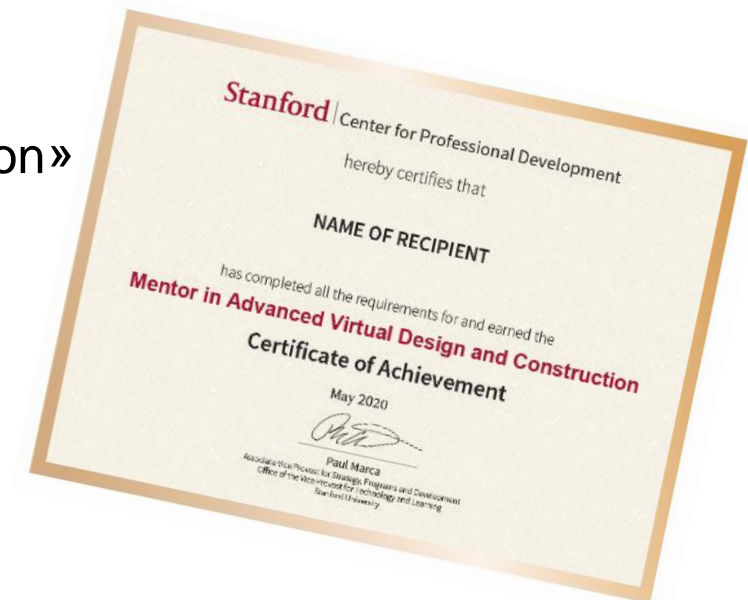 on»
Stanford | Center for Professional Development
hereby certifies that
NAME OF RECIPIENT
has completed all the requirements for and earned the
Mentor in Advanced Virtual Design and Construction
Certificate of Achievement
May 2020
Paul Marca
Associate Vice Provost for Strategy, Programs and Development
Office of the Vice Provost for Technology and Learning
Stanford University